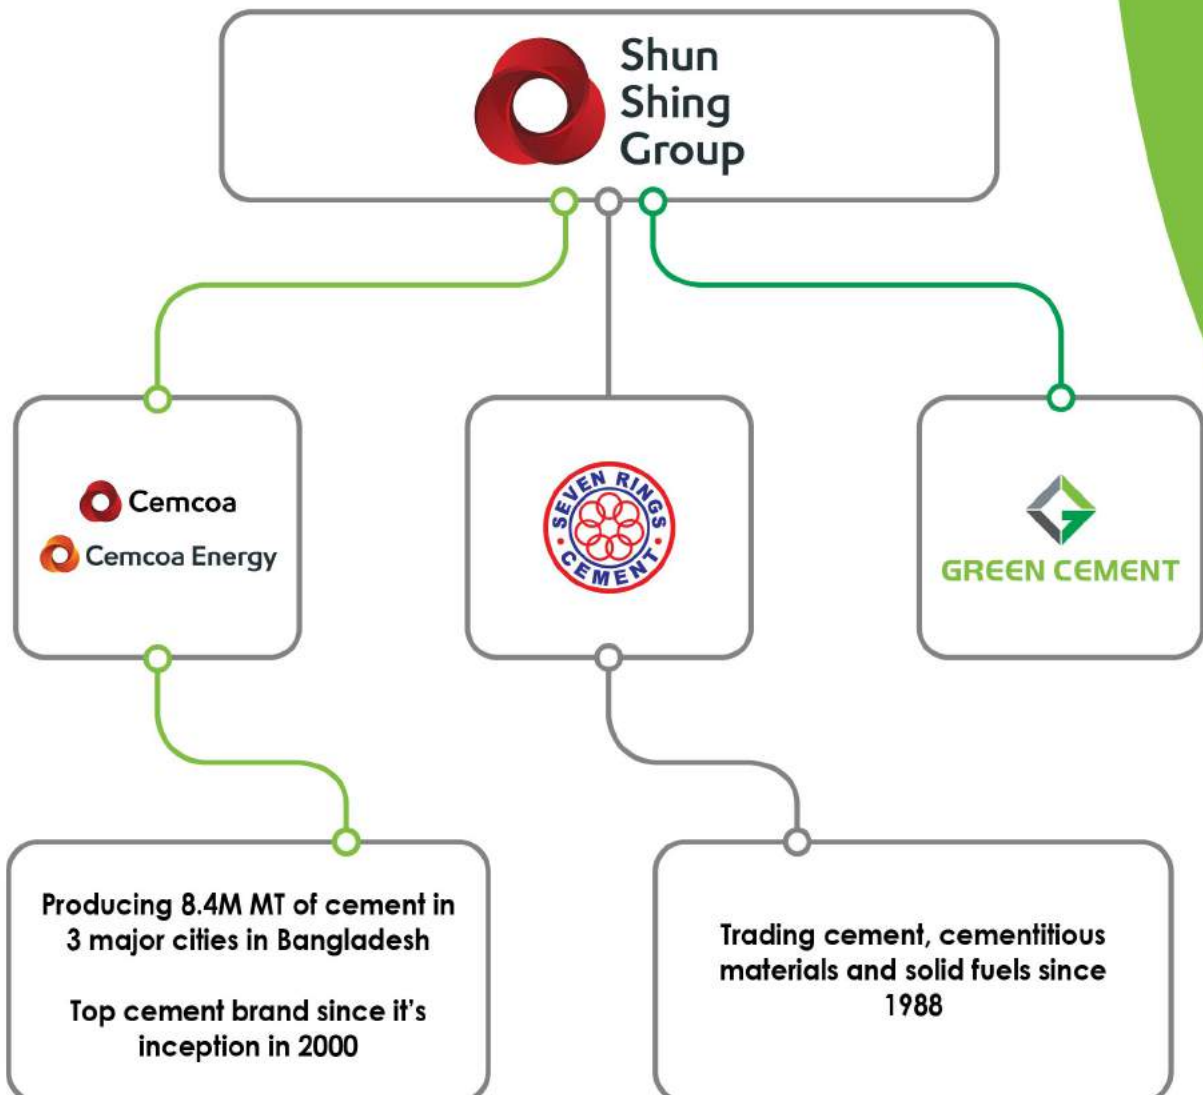 Shun
Shing
Group
Cemcoa
Cemcoa Energy
SEVEN RINGS
CEMENT
GREEN CEMENT
Producing 8.4M MT of cement in
3 major cities in Bangladesh
Top cement brand since it's
inception in 2000
Trading cement, cementitious
materials and solid fuels since
1988